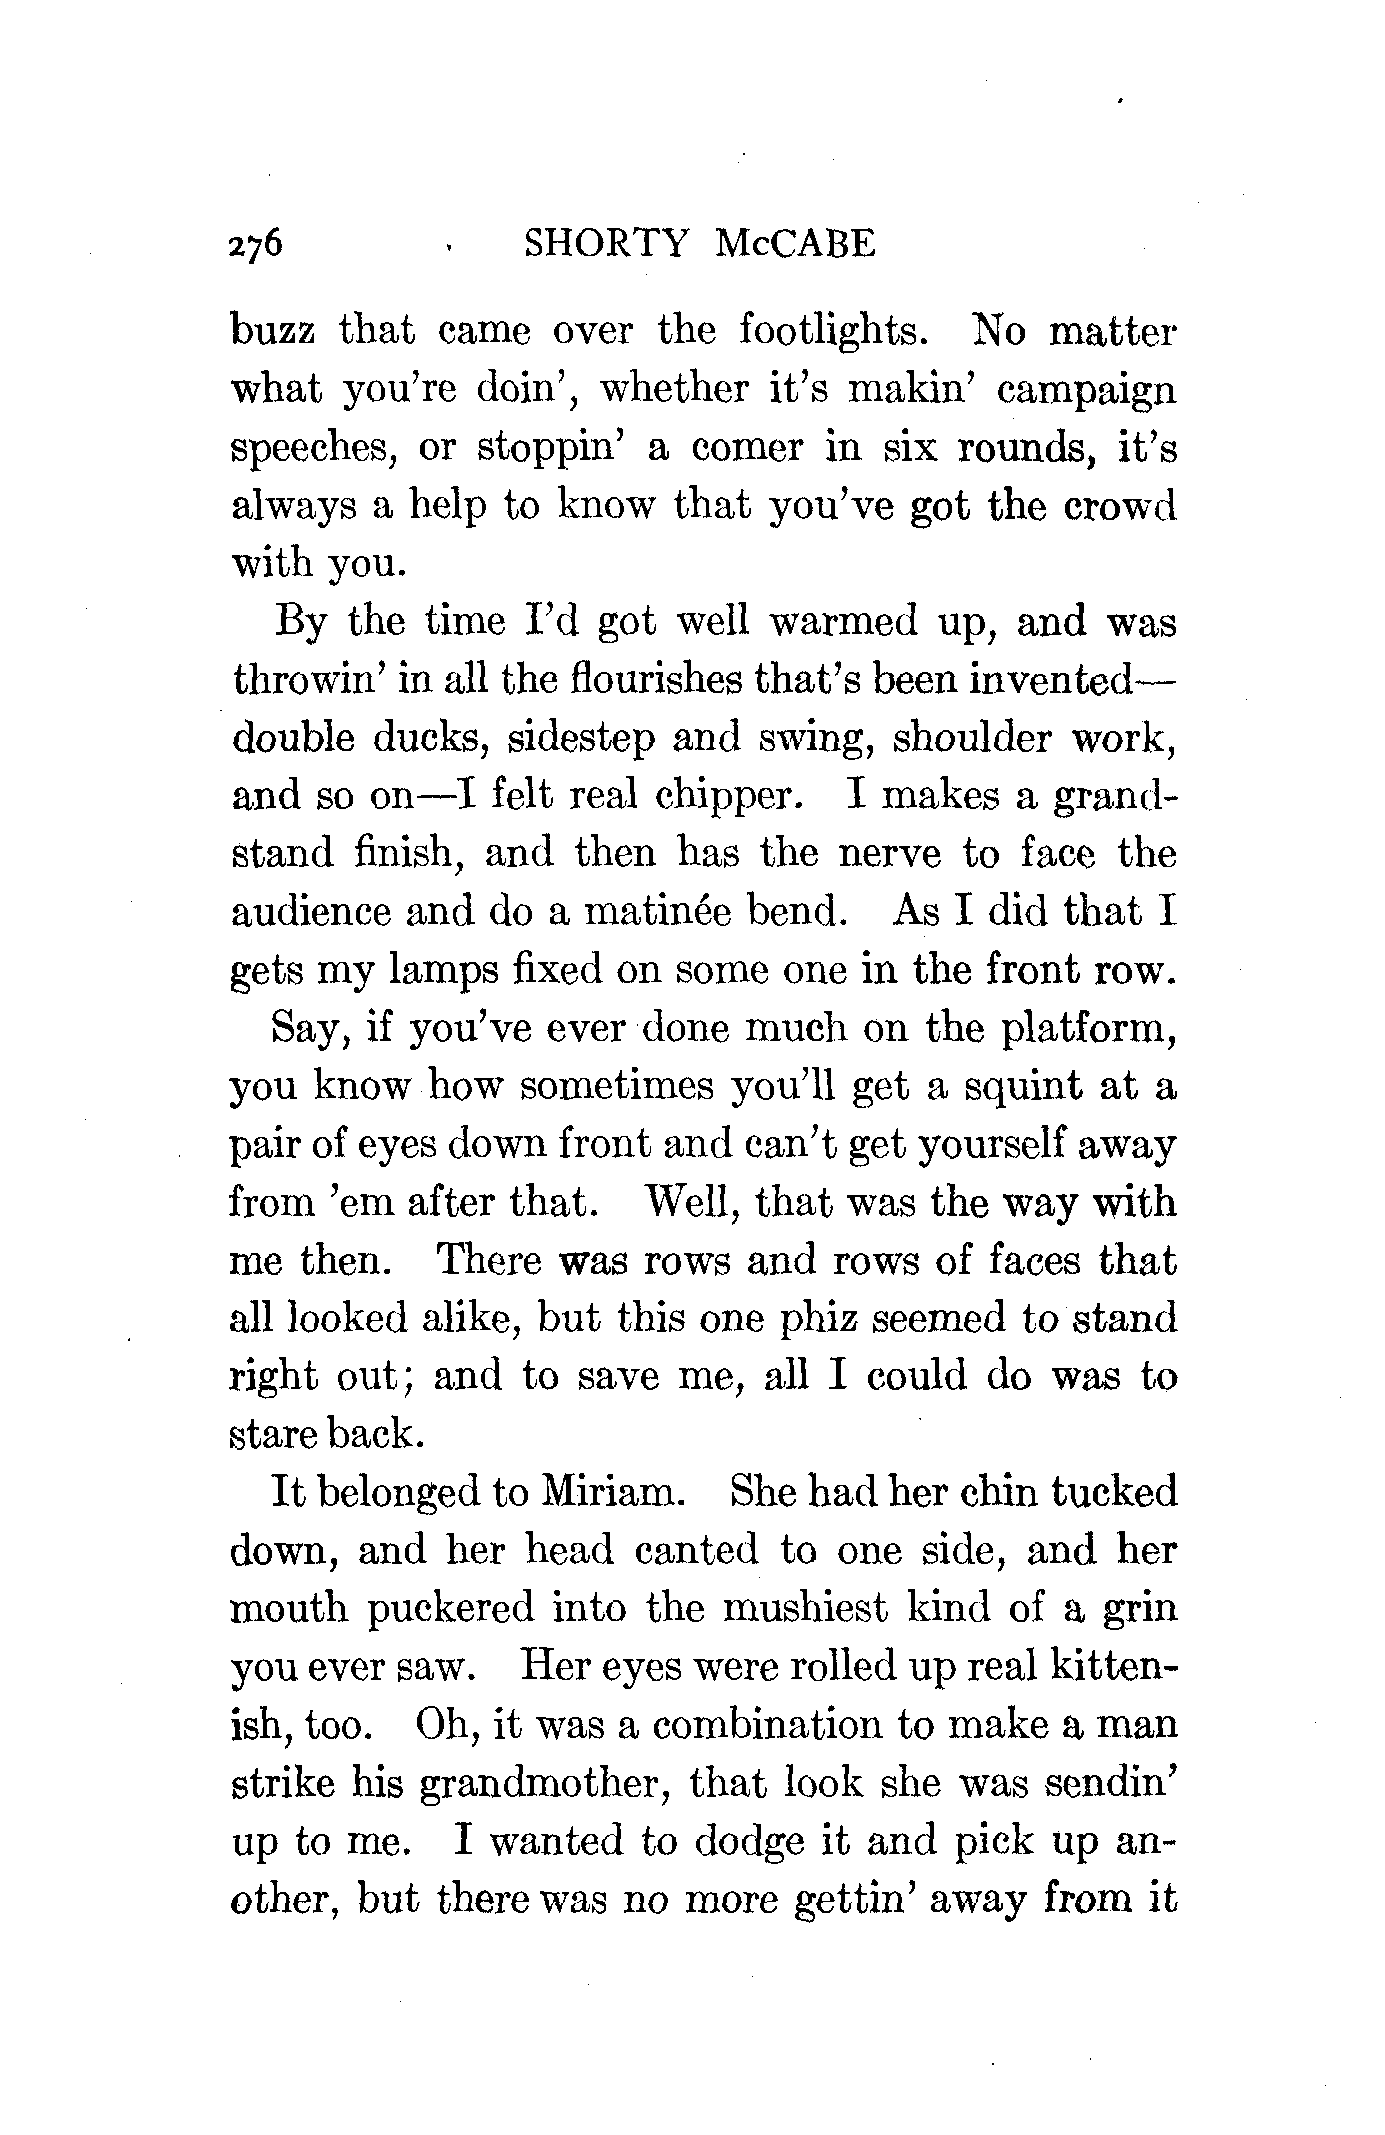 276 SHORTY McCABE
buzz that came over the footlights. No matter
what you're doin', whether it's makin' campaign
speeches, or stoppin' a comer in six rounds, it's
always a help to know that you've got the crowd
with you.
By the time I'd got well warmed up, and was
throwin' in all the flourishes that's been invented—
double ducks, sidestep and swing, shoulder work,
and so on—I felt real chipper. I makes a grand-
stand finish, and then has the nerve to face the
audience and do a matinée bend. As I did that I
gets my lamps fixed on some one in the front row.
Say, if you've ever done much on the platform,
you know how sometimes you'll get a squint at a
pair of eyes down front and can't get yourself away
from 'em after that. Well, that was the way with
me then. There was rows and rows of faces that
all looked alike, but this one phiz seemed to stand
right out; and to save me, all I could do was to
stare back.
It belonged to Miriam. She had her chin tucked
down, and her head canted to one side, and her
mouth puckered into the mushiest kind of a grin
you ever saw. Her eyes were rolled up real kitten-
ish, too. Oh, it was a combination to make a man
strike his grandmother, that look she was sendin'
up to me. I wanted to dodge it and pick up an-
other, but there was no more gettin' away from it